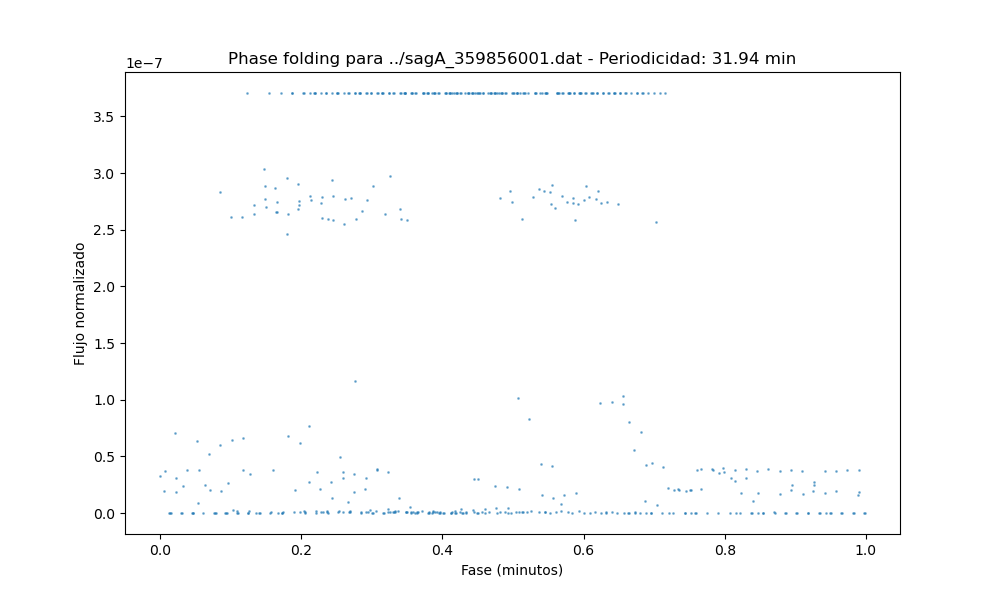 Phase folding para ../sagA_359856001.dat - Periodicidad: 31.94 min
1e−7
3.5
3.0
2.5
2.0
1.5
1.0
0.5
0.0
Flujo normalizado
0.0 0.2 0.4 0.6 0.8 1.0
Fase (minutos)